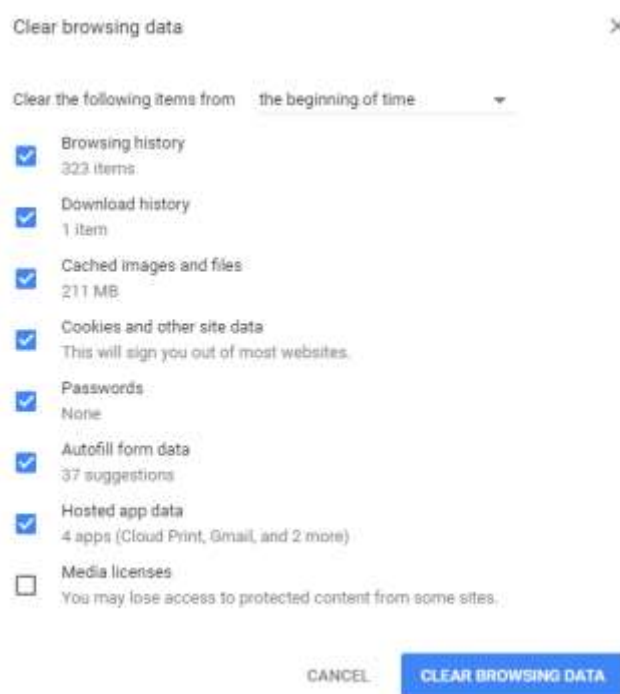 Clear browsing data
Clear the following items from the beginning of time
Browsing history
323 items
Download history
1 item
Cached images and files
211 MB
Cookies and other site data
This will sign you out of most websites.
Passwords
None
Autofill form data
37 suggestions
Hosted app data
4 apps (Cloud Print, Gmail, and 2 more)
Media licenses
You may lose access to protected content from some sites.
CANCEL CLEAR BROWSING DATA